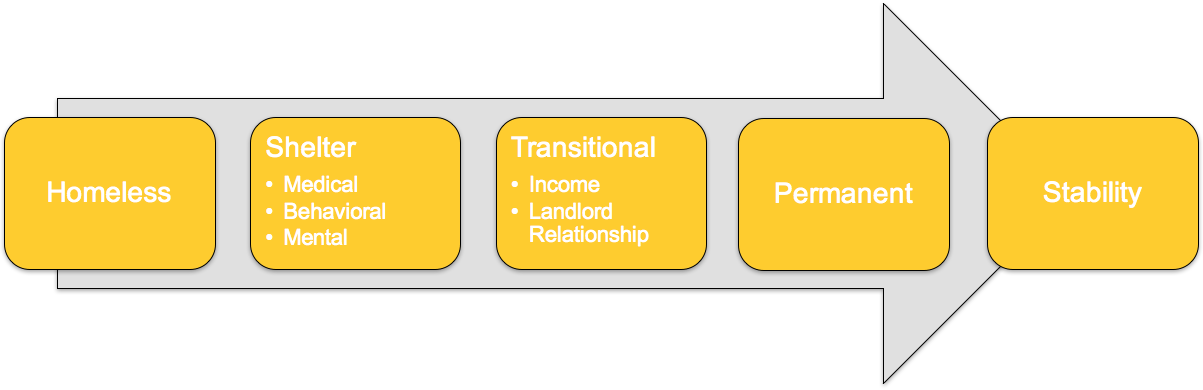 Homeless
Shelter
• Medical
• Behavioral
• Mental
Transitional
• Income
• Landlord
Relationship
Permanent
Stability